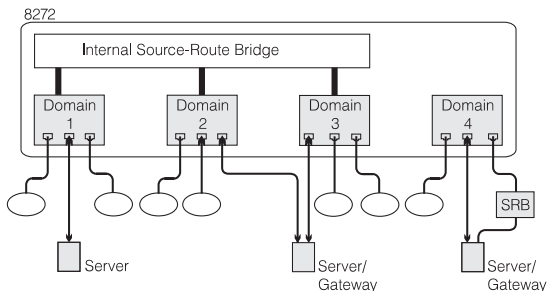 8272
Internal Source-Route Bridge
Domain
1
Domain
2
Domain
3
Domain
4
SRB
Server
Server/
Gateway
Server/
Gateway